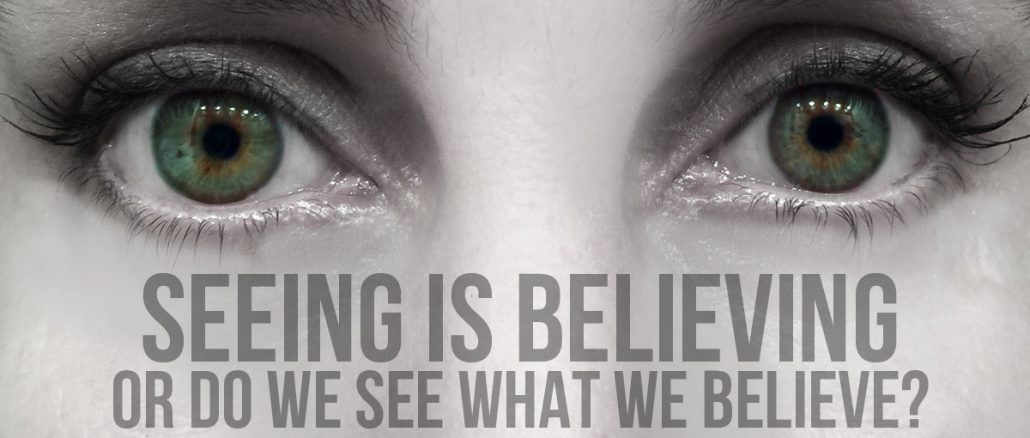 SEEING IS BELIEVING
OR DO WE SEE WHAT WE BELIEVE?